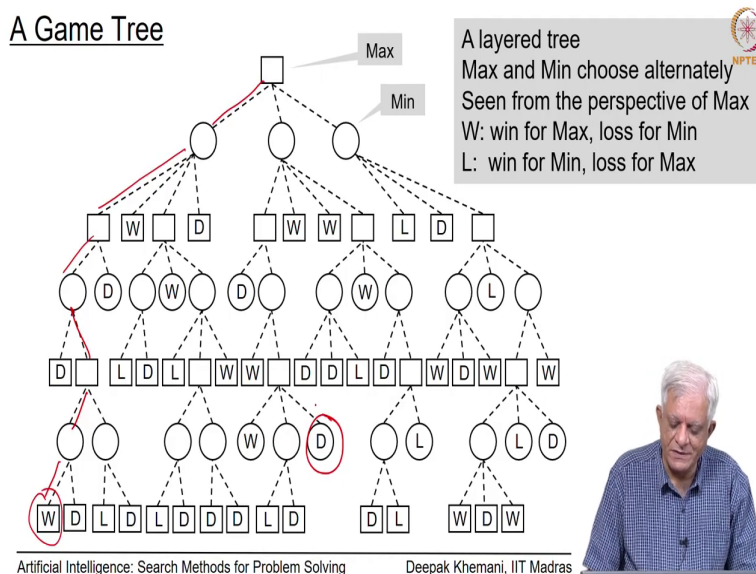 A Game Tree
Max
Min
A layered tree
Max and Min choose alternately
Seen from the perspective of Max
W: win for Max, loss for Min
L: win for Min, loss for Max
NPTE
W D W W L D
D W D W L
D L D L W W D D L D W D W W
W D L L D
W D L D L D D D L D D L W D W
Artificial Intelligence: Search Methods for Problem Solving Deepak Khemani, IIT Madras